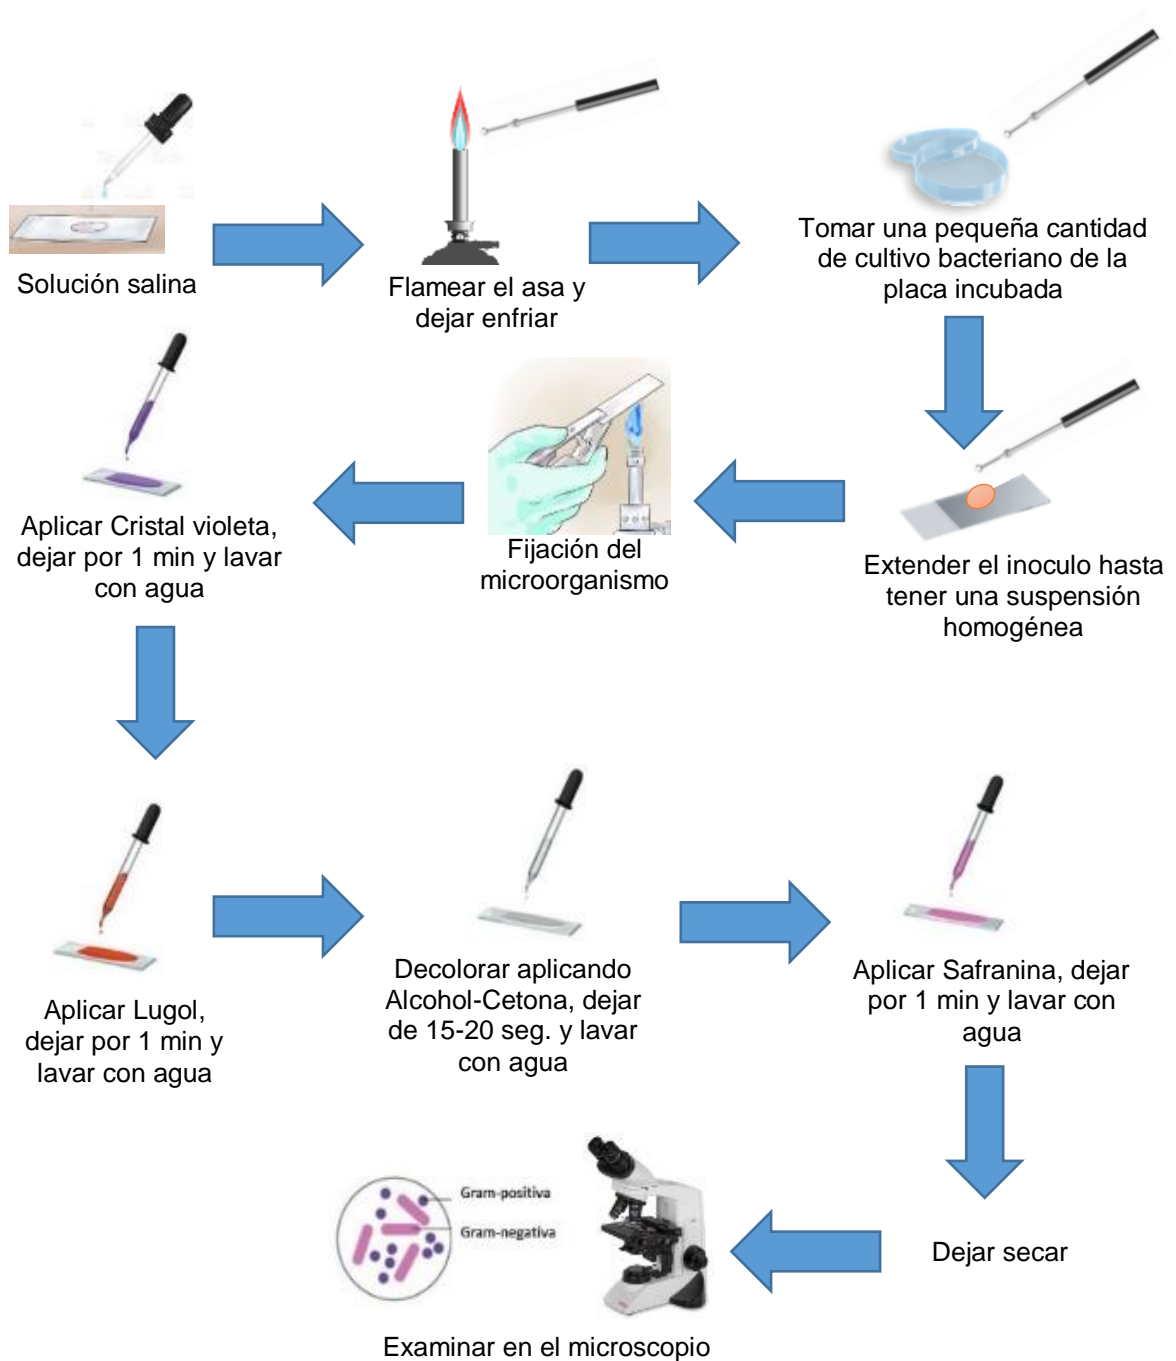 Solución salina
Flamear el asa y
dejar enfriar
Tomar una pequeña cantidad
de cultivo bacteriano de la
placa incubada
Extender el inoculo hasta
tener una suspensión
homogénea
Fijación del
microorganismo
Aplicar Cristal violeta,
dejar por 1 min y lavar
con agua
Aplicar Lugol,
dejar por 1 min y
lavar con agua
Decolorar aplicando
Alcohol-Cetona, dejar
de 15-20 seg. y lavar
con agua
Aplicar Safranina, dejar
por 1 min y lavar con
agua
Dejar secar
Gram-positiva
Gram-negativa
Examinar en el microscopio